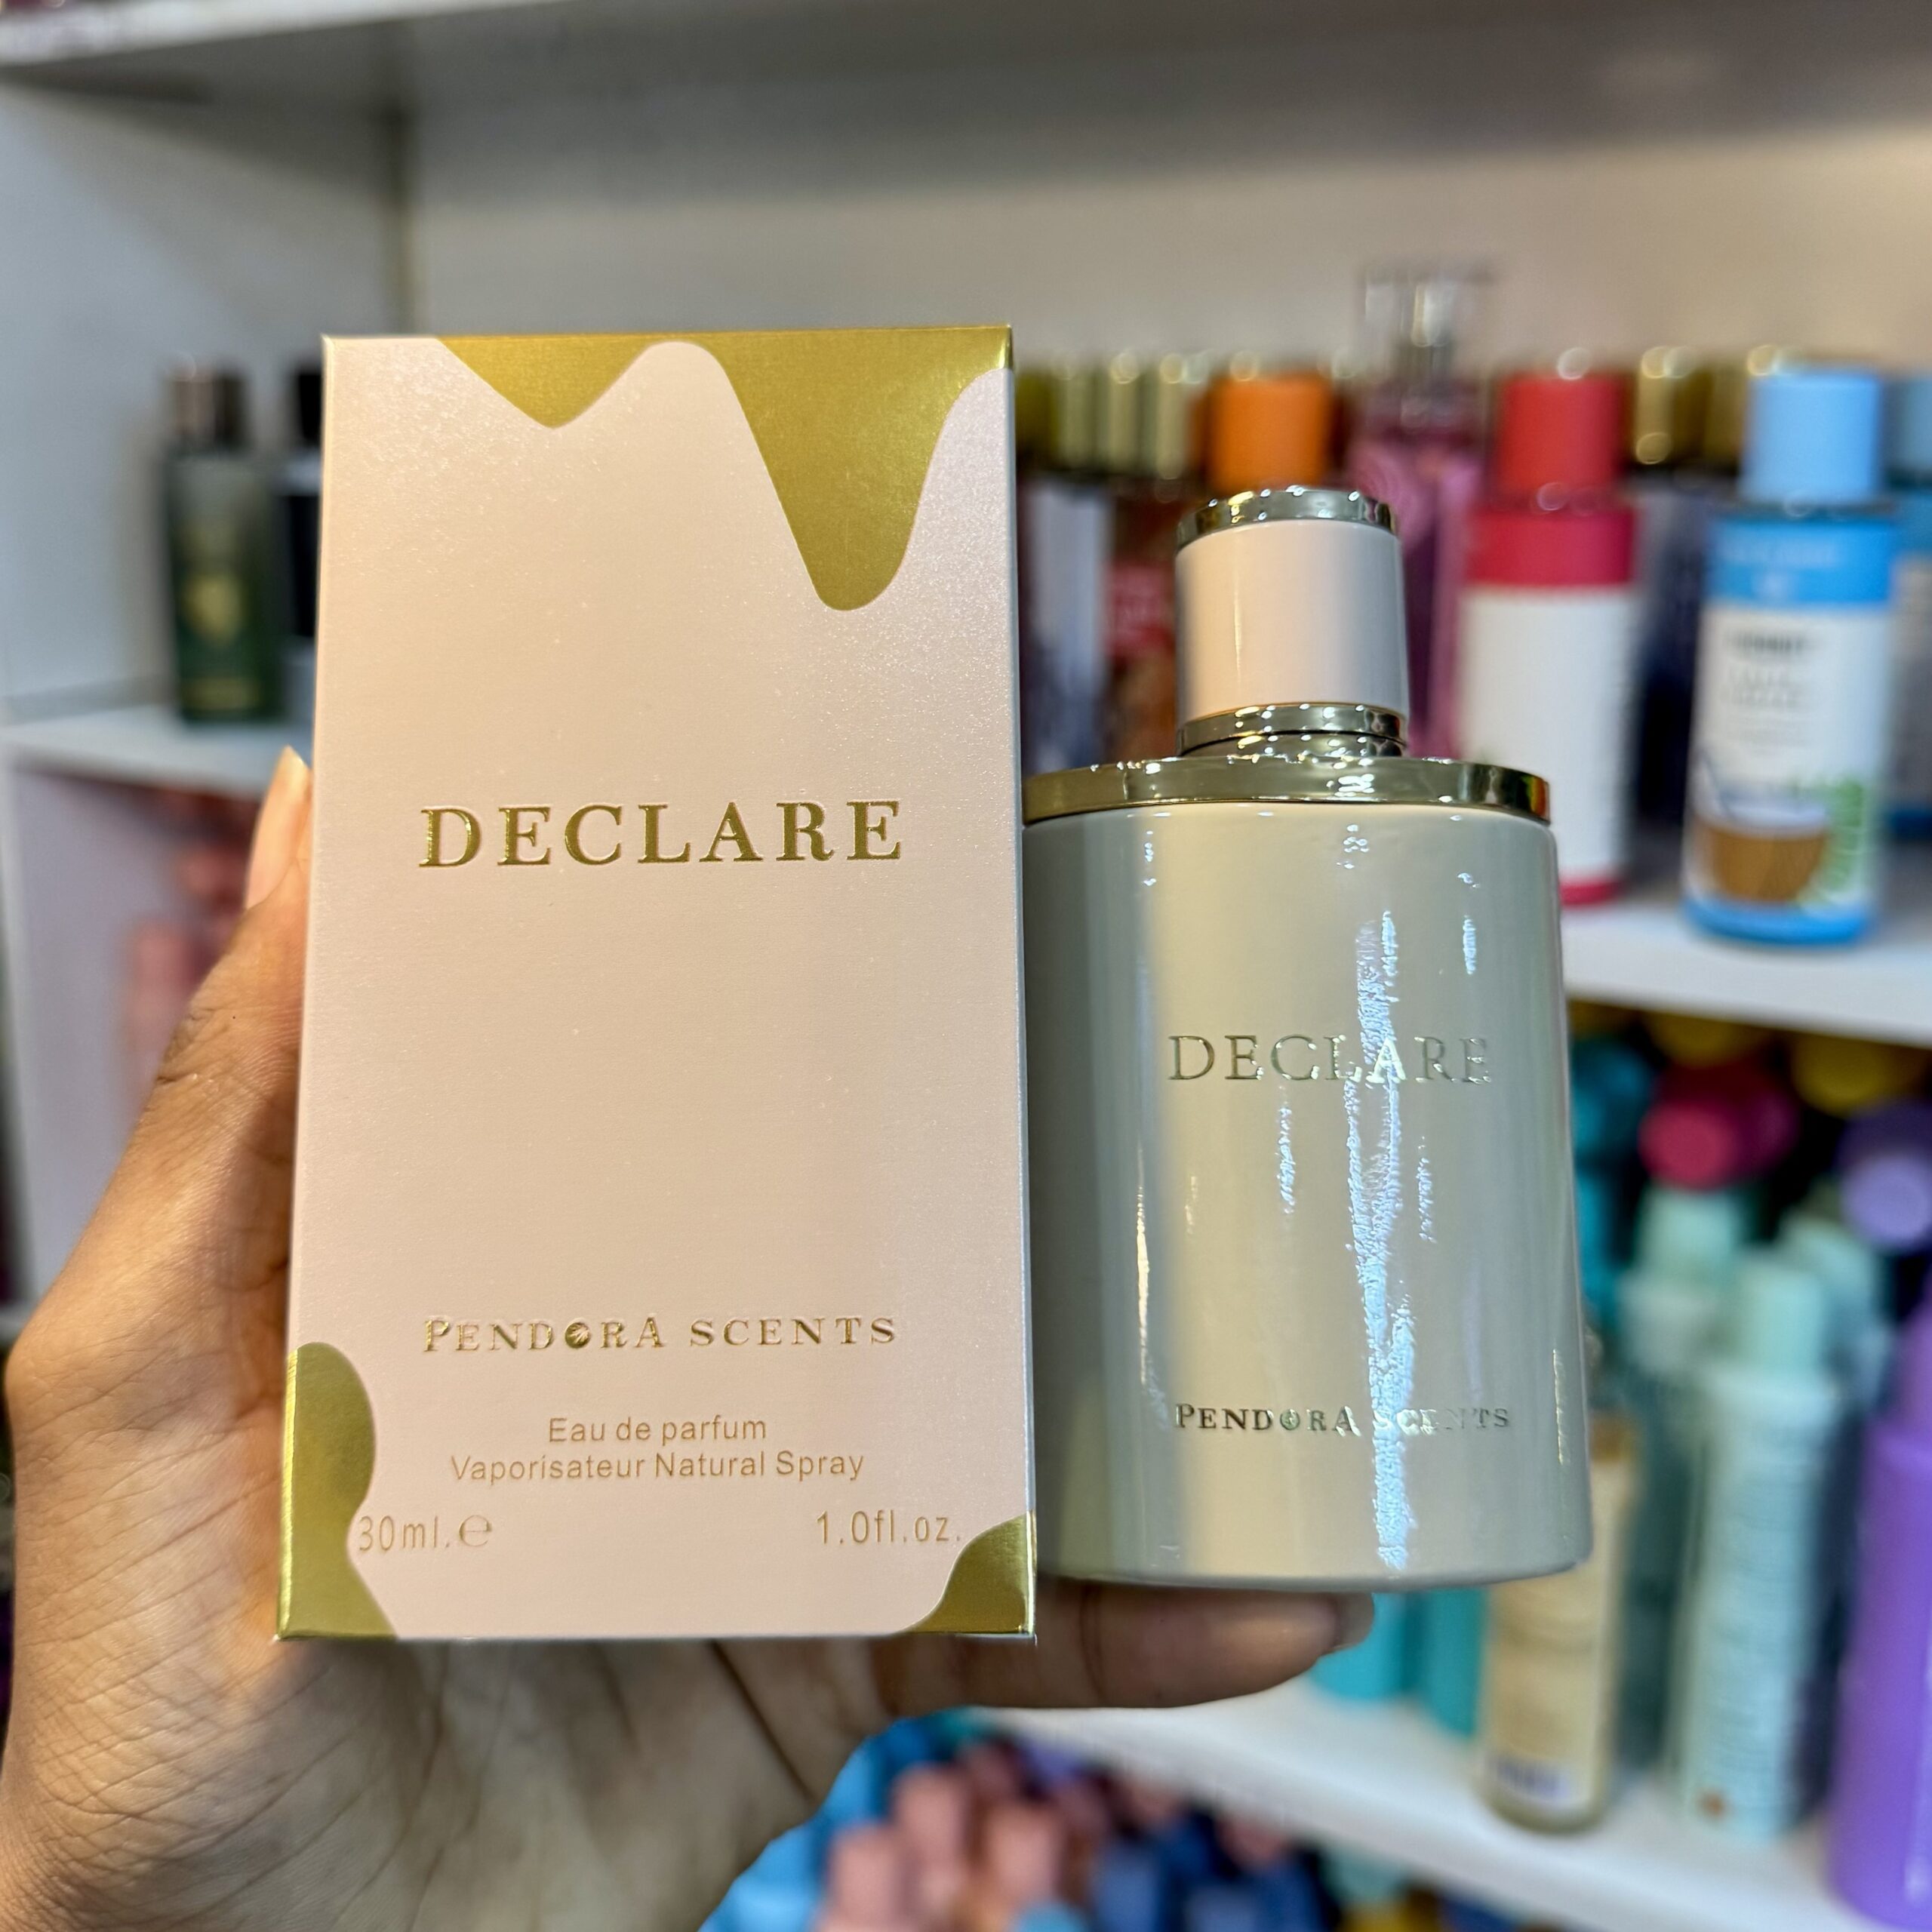 DECLARE
PENDORA SCENTS
Eau de parfum
Vaporisateur Natural Spray
30ml.℮ 1.0fl.oz.
DECLARE
PENDORA SCENTS